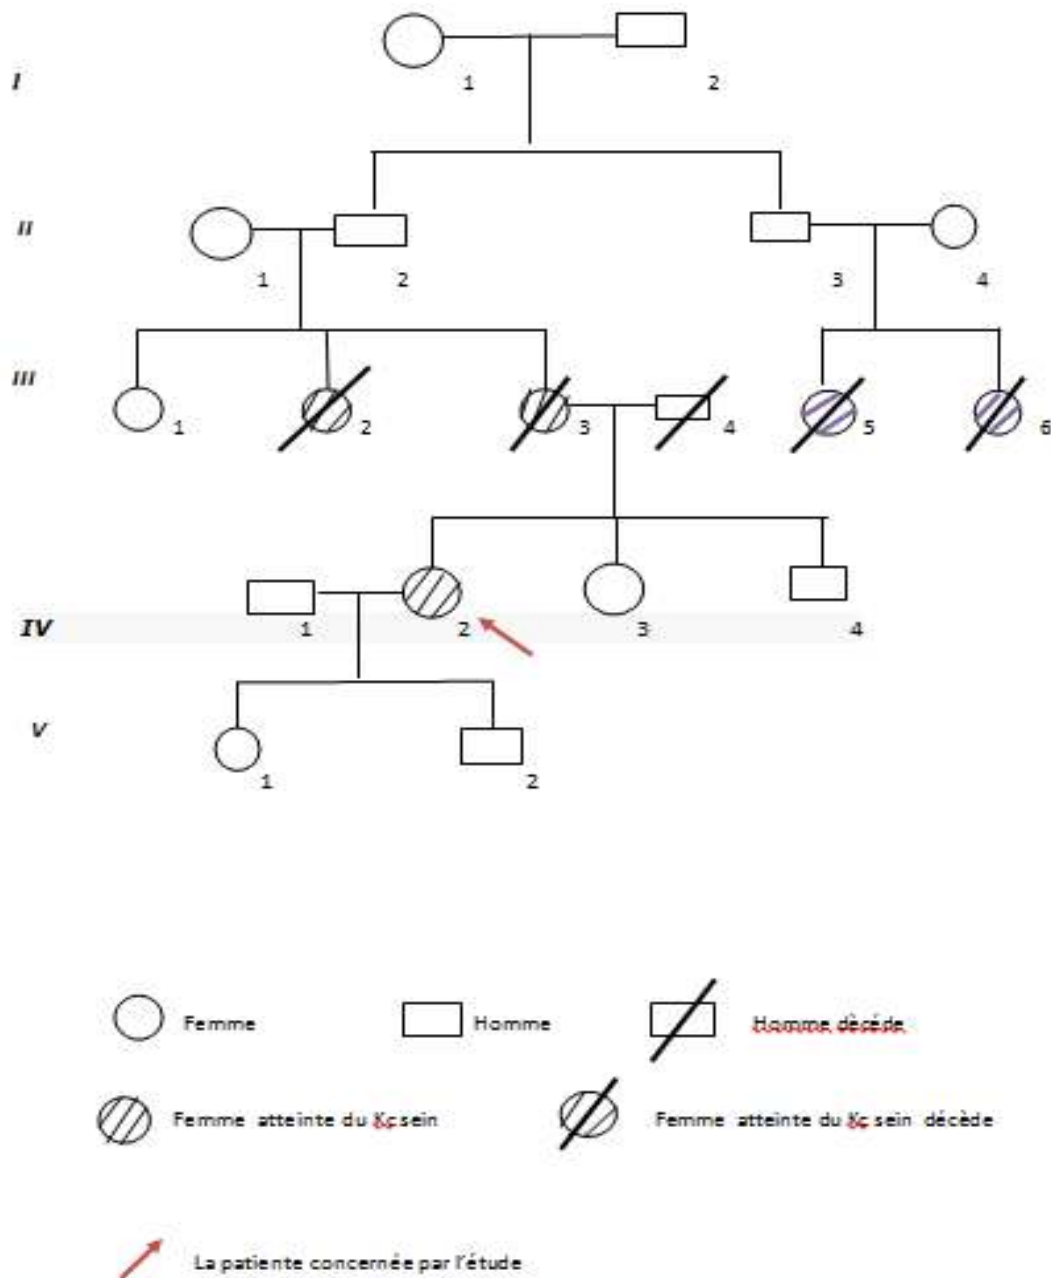 I
1 2
II
1 2 3 4
III
1 2 3 4 5 6
IV
1 2 3 4
V
1 2
Femme Homme Homme dècéde
Femme atteinte du Kc sein Femme atteinte du Kc sein décède
La patiente concernée par l'étude